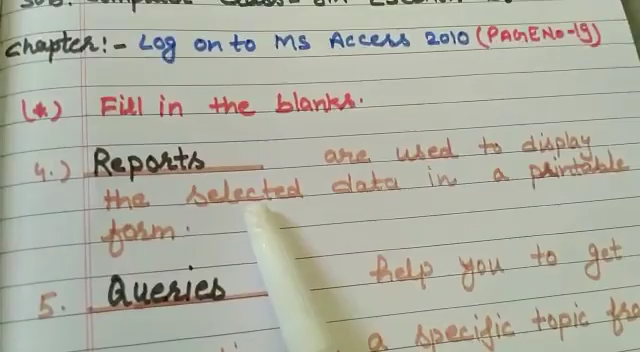 Chapter:- Log on to MS Access 2010 (PAGE No-19)
(*) Fill in the blanks.
4.) Reports are used to display
the selected data in a printable
form.
5. Queries help you to get
a specific topic fro